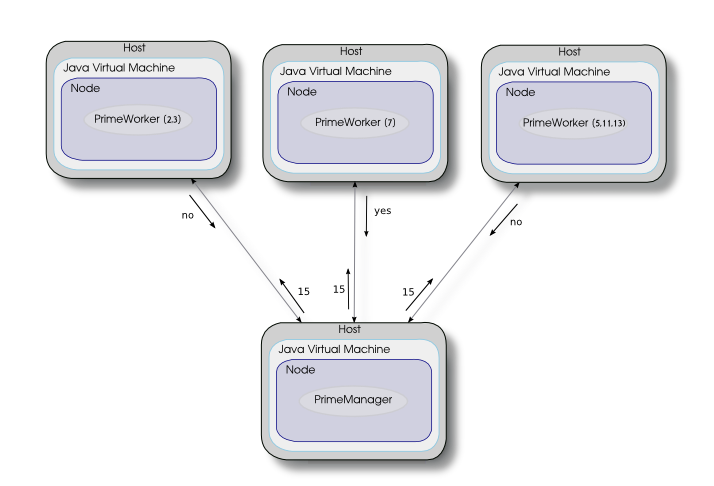 Host
Java Virtual Machine
Node
PrimeWorker (2,3)
Host
Java Virtual Machine
Node
PrimeWorker (7)
Host
Java Virtual Machine
Node
PrimeWorker (5,11,13)
no
yes
no
15
15
15
Host
Java Virtual Machine
Node
PrimeManager